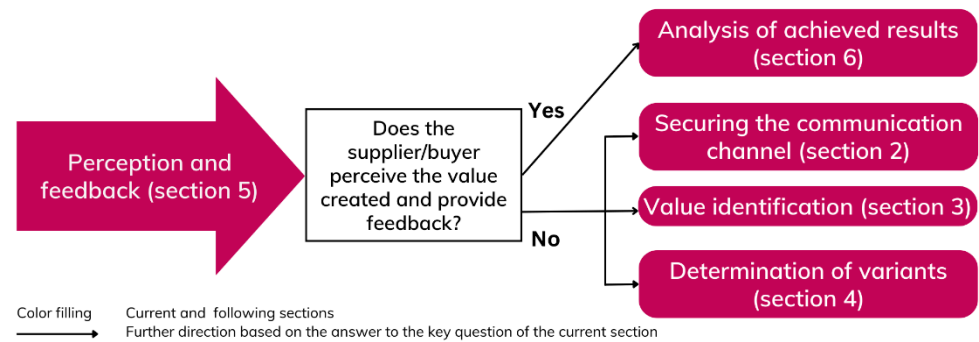 Perception and
feedback (section 5)
Does the
supplier/buyer
perceive the value
created and provide
feedback?
Yes
No
Analysis of achieved results
(section 6)
Securing the communication
channel (section 2)
Value identification (section 3)
Determination of variants
(section 4)
Color filling Current and following sections
Further direction based on the answer to the key question of the current section